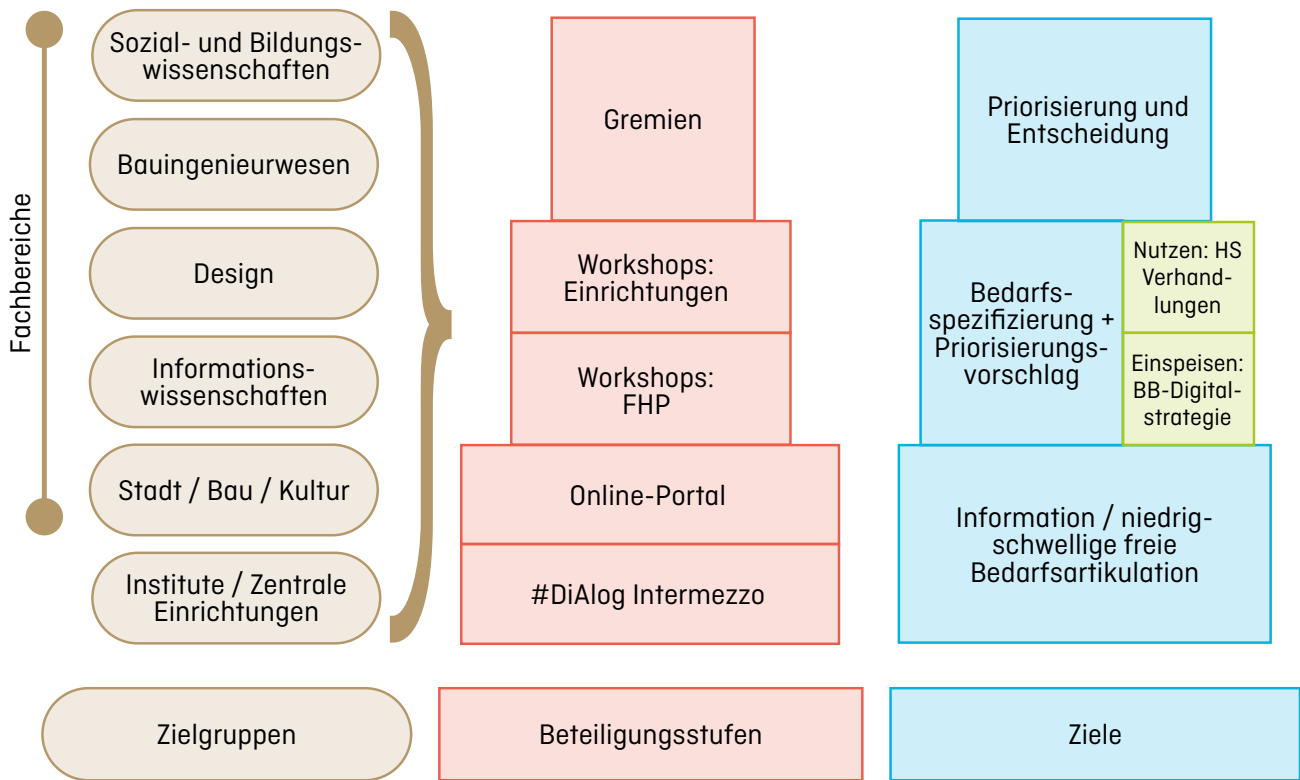 Fachbereiche
Sozial- und Bildungs-
wissenschaften
Bauingenieurwesen
Design
Informations-
wissenschaften
Stadt / Bau / Kultur
Institute / Zentrale
Einrichtungen
Gremien
Workshops:
Einrichtungen
Workshops:
FHP
Online-Portal
#DiAlog Intermezzo
Priorisierung und
Entscheidung
Bedarfs-
spezifizierung +
Priorisierungs-
vorschlag
Nutzen: HS
Verhand-
lungen
Einspeisen:
BB-Digital-
strategie
Information / niedrig-
schwellige freie
Bedarfsartikulation
Zielgruppen
Beteiligungsstufen
Ziele